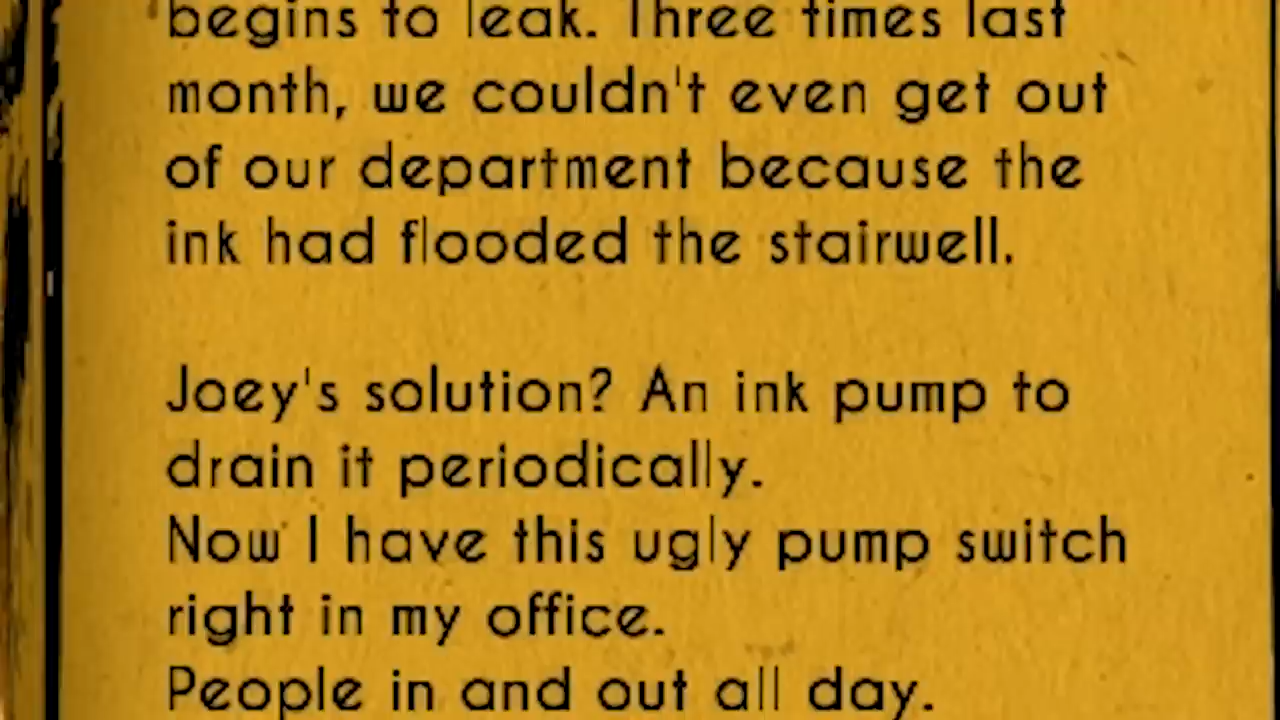 begins to leak. Three times last
month, we couldn't even get out
of our department because the
ink had flooded the stairwell.
Joey's solution? An ink pump to
drain it periodically.
Now I have this ugly pump switch
right in my office.
People in and out all day.